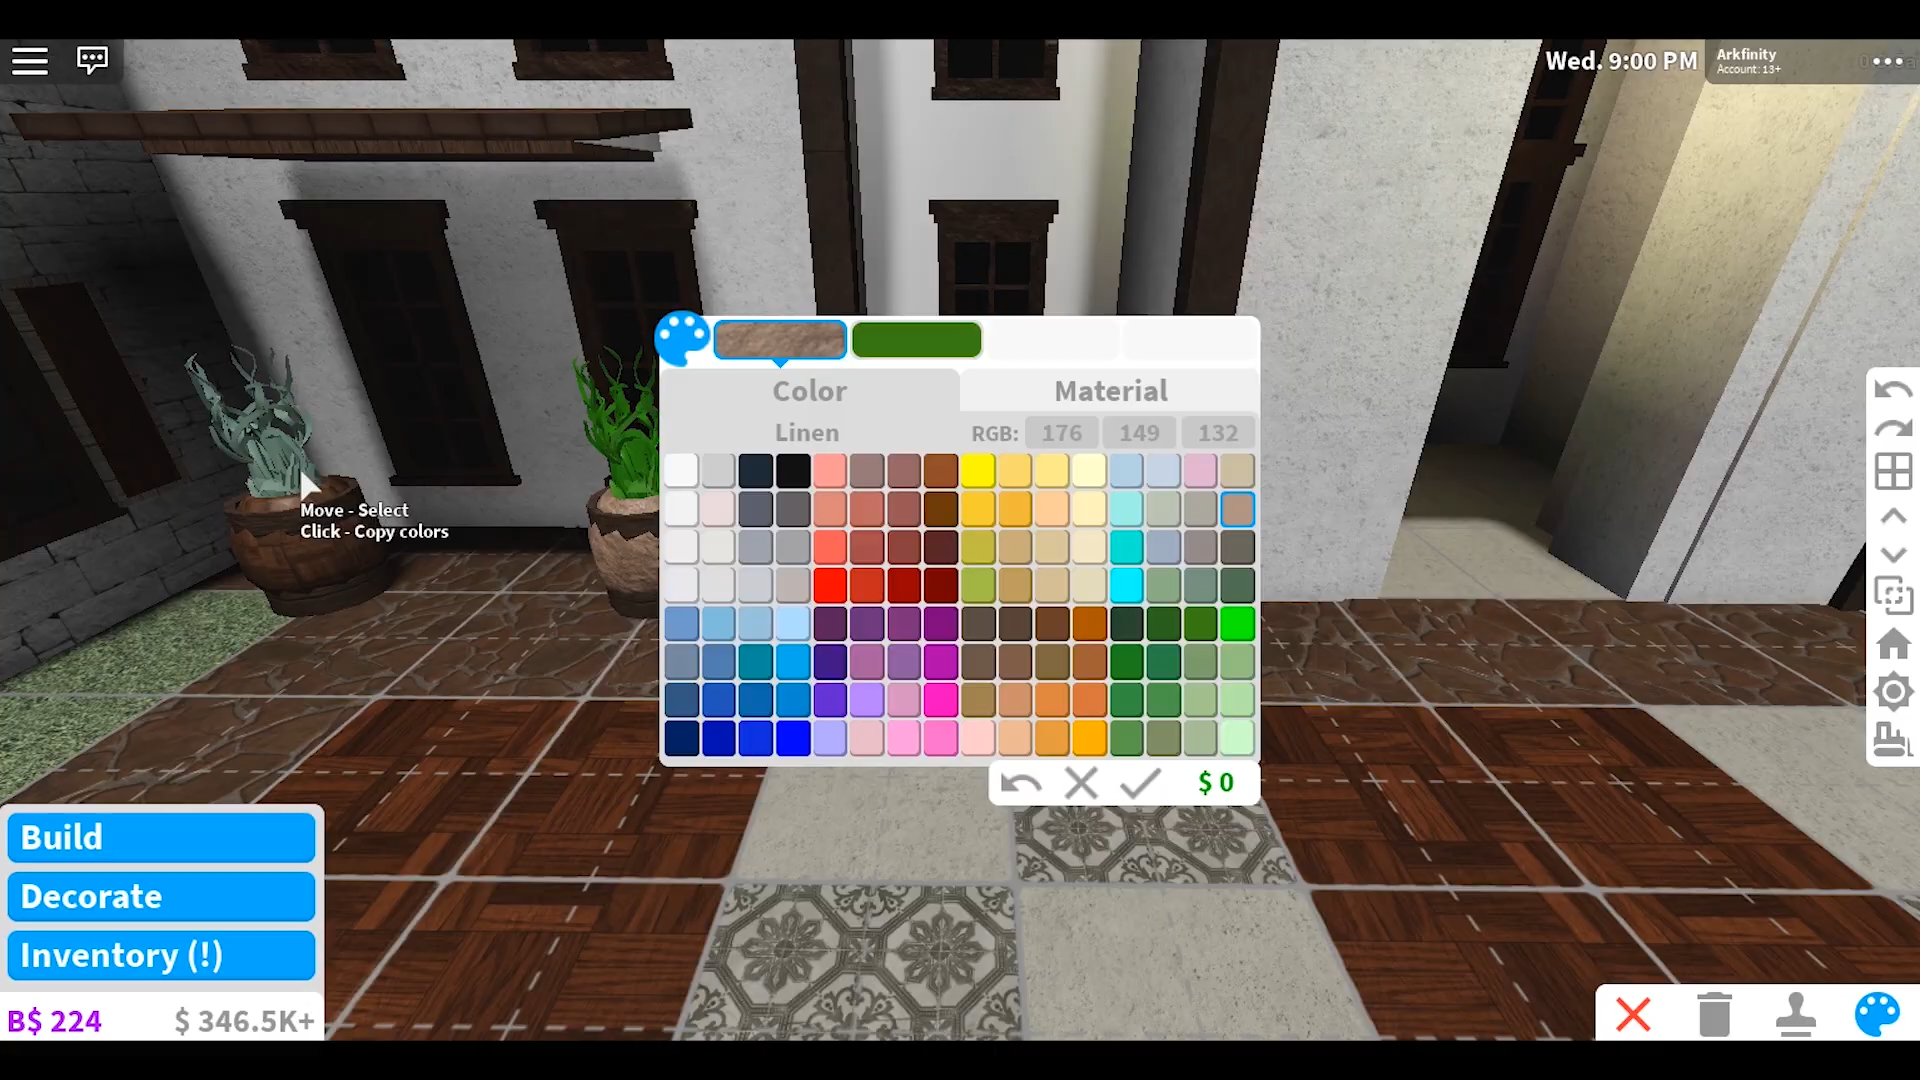 Wed. 9:00 PM
Arkfinity
Account: 13+
Color
Material
Linen
RGB: 176 149 132
Move - Select
Click - Copy colors
$ 0
Build
Decorate
Inventory (!)
B$ 224
$ 346.5K+